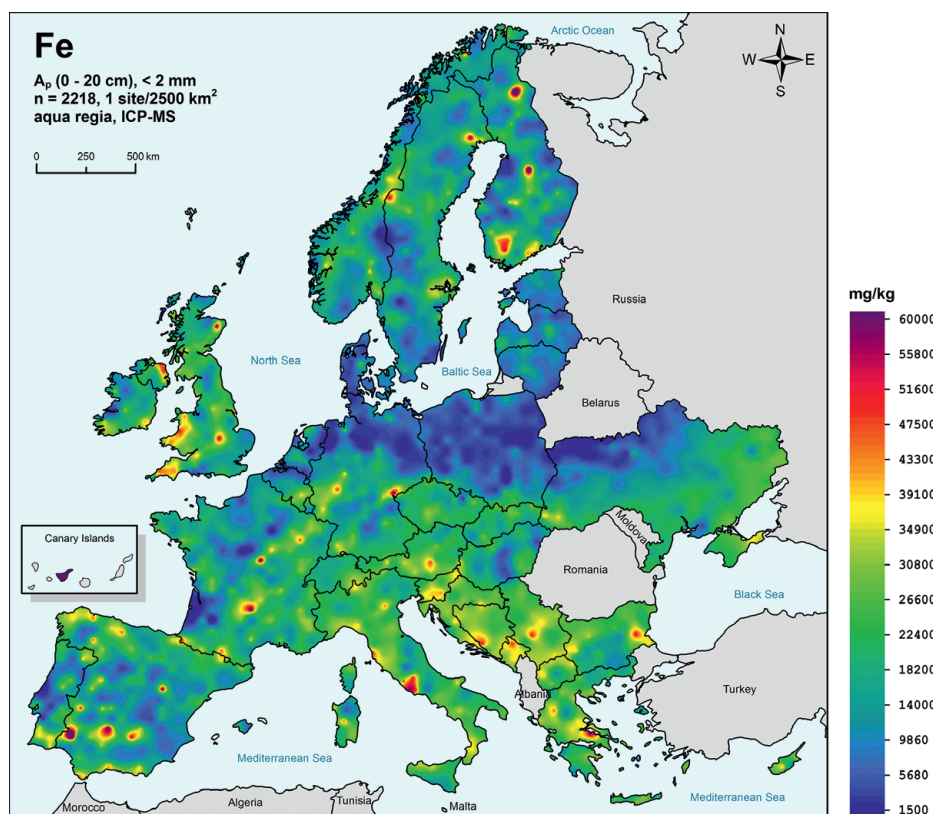 Fe
Aₚ (0 - 20 cm), < 2 mm
n = 2218, 1 site/2500 km²
aqua regia, ICP-MS
0 250 500 km
Arctic Ocean
N
W E
S
Russia
North Sea
Baltic Sea
Belarus
Canary Islands
Moldova
Romania
Black Sea
Albania
Turkey
Mediterranean Sea
Mediterranean Sea
Morocco
Algeria
Tunisia
Malta
mg/kg
60000
55800
51600
47500
43300
39100
34900
30800
26600
22400
18200
14000
9860
5680
1500